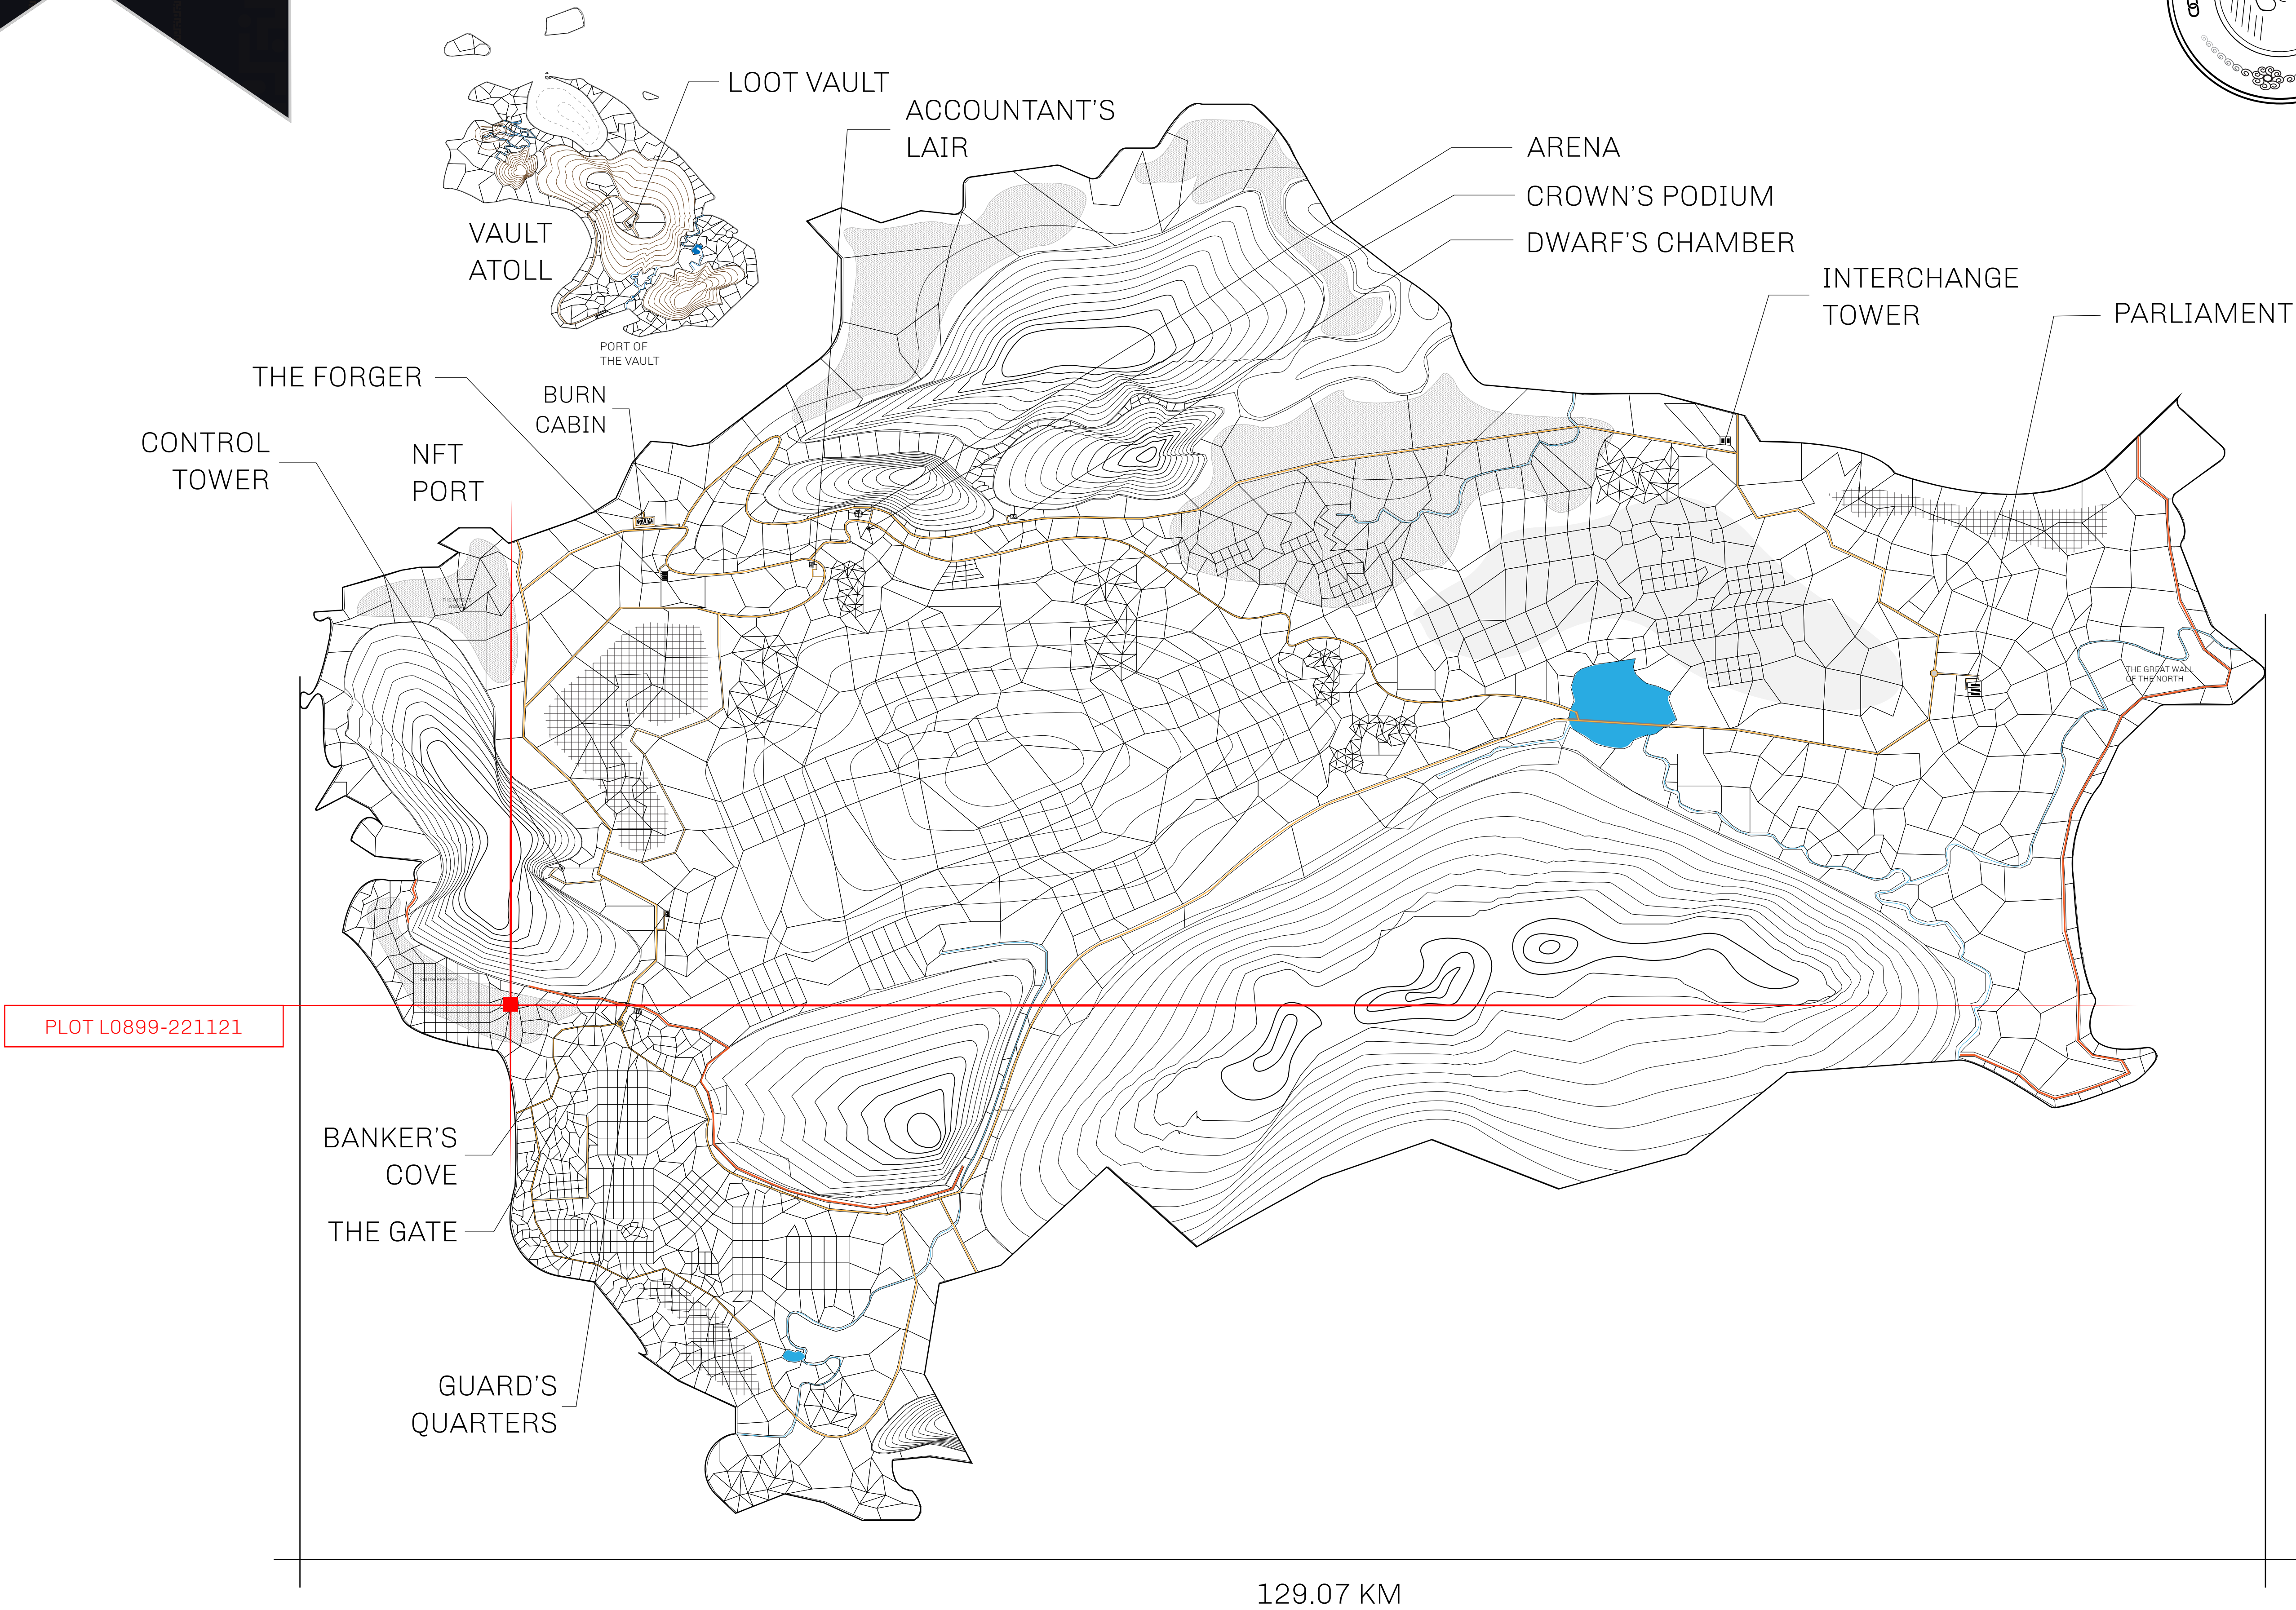 LOOT VAULT
ACCOUNTANT'S
LAIR
ARENA
CROWN'S PODIUM
DWARF'S CHAMBER
VAULT
ATOLL
INTERCHANGE
TOWER
PARLIAMENT
PORT OF
THE VAULT
THE FORGER
BURN
CABIN
CONTROL
TOWER
NFT
PORT
THE GREAT WALL
OF THE NORTH
PLOT L0899-221121
BANKER'S
COVE
THE GATE
GUARD'S
QUARTERS
129.07 KM